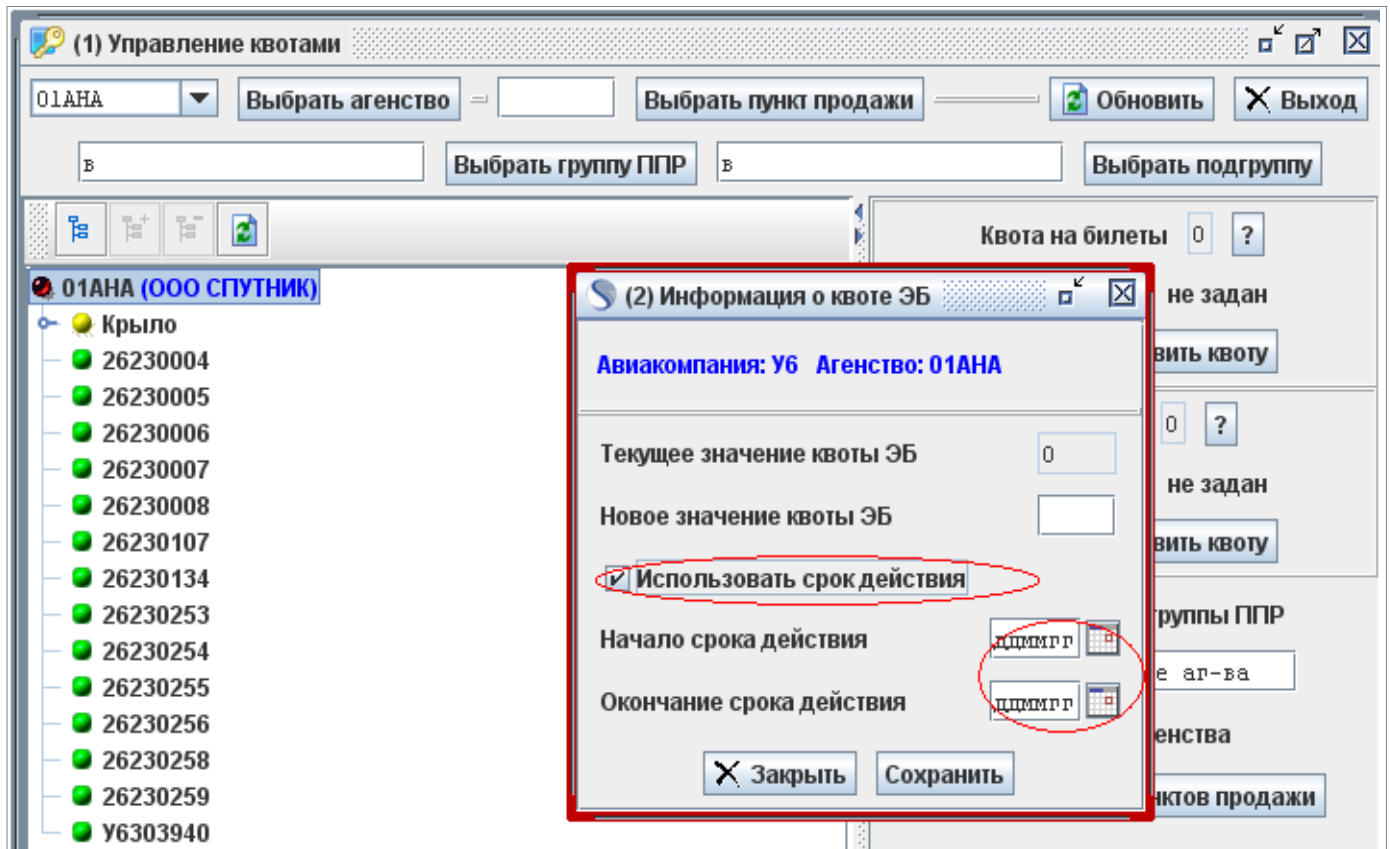 (1) Управление квотами
01АНА Выбрать агенство Выбрать пункт продажи Обновить Выход
в Выбрать группу ППР в Выбрать подгруппу
Квота на билеты 0 ?
01АНА (ООО СПУТНИК)
Крыло
26230004
26230005
26230006
26230007
26230008
26230107
26230134
26230253
26230254
26230255
26230256
26230258
26230259
У6303940
(2) Информация о квоте ЭБ
Авиакомпания: У6 Агенство: 01АНА
Текущее значение квоты ЭБ 0
Новое значение квоты ЭБ
Использовать срок действия
Начало срока действия ддммгг
Окончание срока действия ддммгг
Закрыть Сохранить
не задан
вить квоту
0 ?
не задан
вить квоту
группы ППР
е аг-ва
енства
нктов продажи